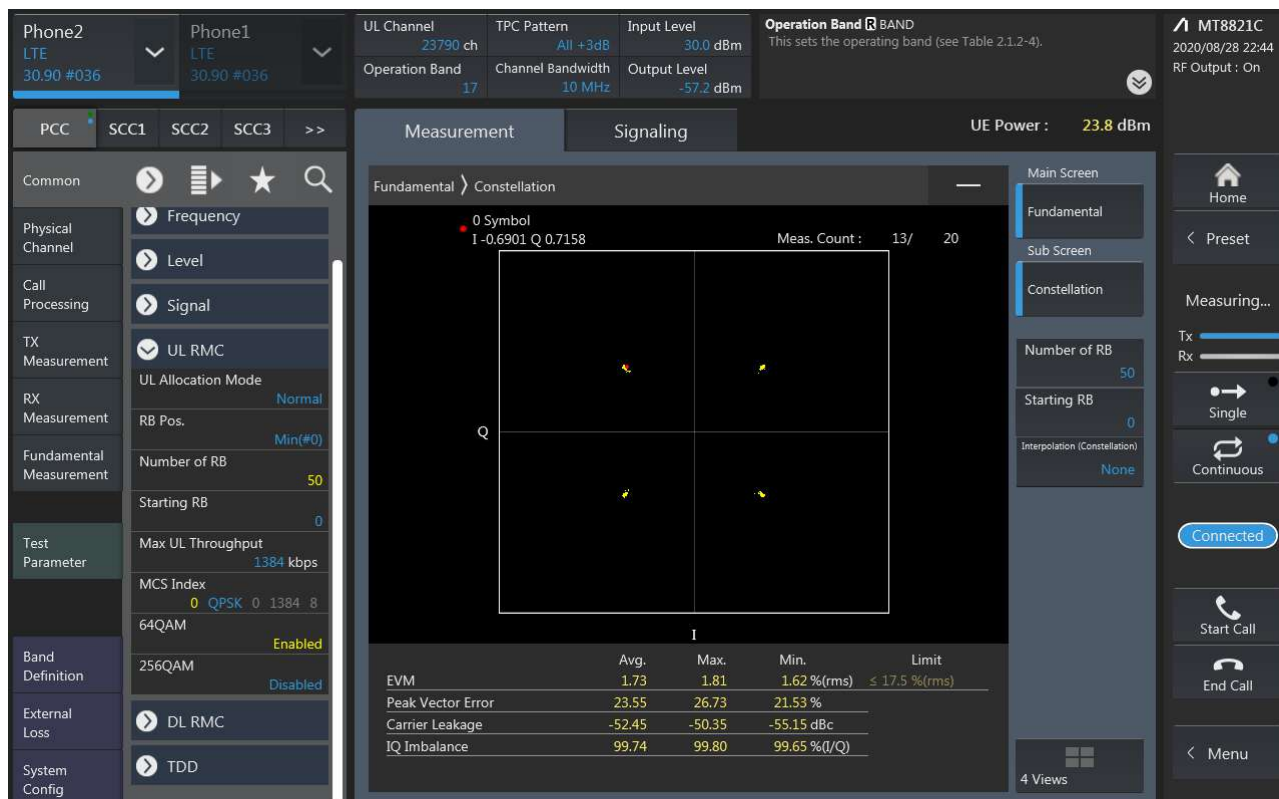 Phone2
LTE
30.90 #036
Phone1
LTE
30.90 #036
UL Channel
23790 ch
TPC Pattern
All +3dB
Input Level
30.0 dBm
Operation Band
17
Channel Bandwidth
10 MHz
Output Level
-57.2 dBm
Operation Band R BAND
This sets the operating band (see Table 2.1.2-4).
MT8821C
2020/08/28 22:44
RF Output : On
PCC SCC1 SCC2 SCC3 >>
Measurement Signaling
UE Power : 23.8 dBm
Common
Physical
Channel
Call
Processing
TX
Measurement
RX
Measurement
Fundamental
Measurement
Test
Parameter
Band
Definition
External
Loss
System
Config
Frequency
Level
Signal
UL RMC
UL Allocation Mode
Normal
RB Pos.
Min(#0)
Number of RB
50
Starting RB
0
Max UL Throughput
1384 kbps
MCS Index
0 QPSK 0 1384 8
64QAM
Enabled
256QAM
Disabled
DL RMC
TDD
Fundamental 〉 Constellation
0 Symbol
I -0.6901 Q 0.7158
Meas. Count : 13/ 20
Q
I
Avg. Max. Min. Limit
EVM 1.73 1.81 1.62 %(rms) ≤ 17.5 %(rms)
Peak Vector Error 23.55 26.73 21.53 %
Carrier Leakage -52.45 -50.35 -55.15 dBc
IQ Imbalance 99.74 99.80 99.65 %(I/Q)
Main Screen
Fundamental
Sub Screen
Constellation
Number of RB
50
Starting RB
0
Interpolation (Constellation)
None
4 Views
Home
< Preset
Measuring...
Tx
Rx
Single
Continuous
Connected
Start Call
End Call
< Menu